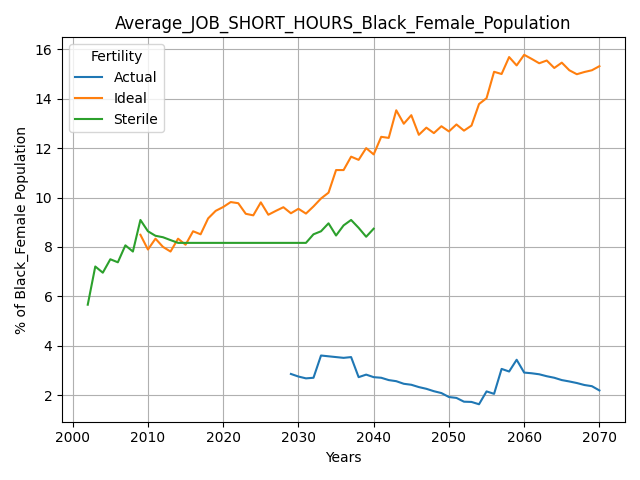 Average_JOB_SHORT_HOURS_Black_Female_Population
Fertility
Actual
Ideal
Sterile
% of Black_Female Population
16
14
12
10
8
6
4
2
2000 2010 2020 2030 2040 2050 2060 2070
Years